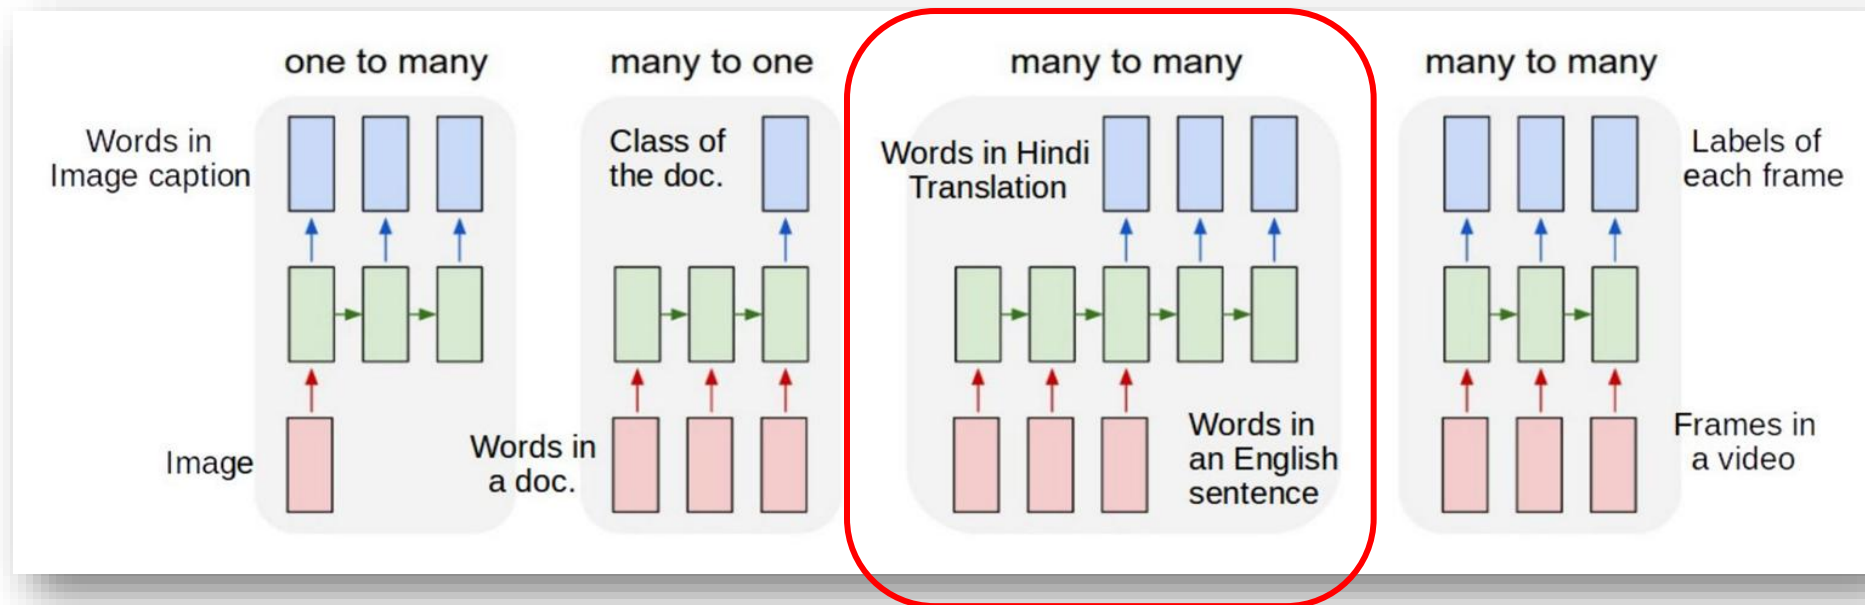 one to many
many to one
many to many
many to many
Words in
Image caption
Class of
the doc.
Words in Hindi
Translation
Labels of
each frame
Image
Words in
a doc.
Words in
an English
sentence
Frames in
a video